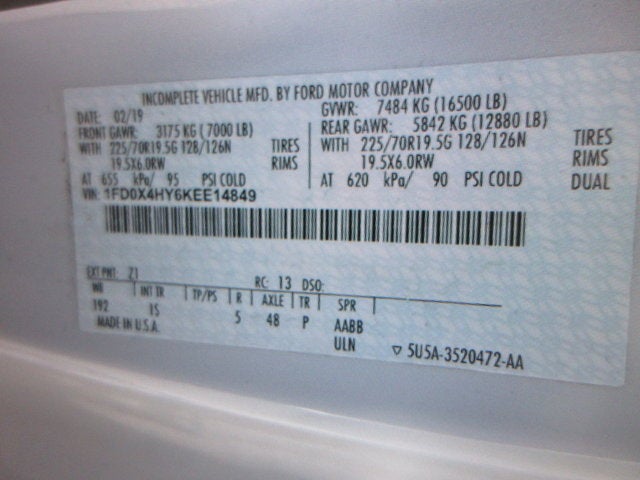 INCOMPLETE VEHICLE MFD. BY FORD MOTOR COMPANY
DATE: 02/19 GVWR: 7484 KG (16500 LB)
FRONT GAWR: 3175 KG (7000 LB) REAR GAWR: 5842 KG (12880 LB)
WITH 225/70R19.5G 128/126N TIRES WITH 225/70R19.5G 128/126N TIRES
19.5X6.0RW RIMS 19.5X6.0RW RIMS
AT 655 kPa/ 95 PSI COLD AT 620 kPa/ 90 PSI COLD DUAL
VIN: 1FD0X4HY6KEE14849
EXT PNT: Z1 RC: 13 DSO:
WB INT TR TP/PS R AXLE TR SPR
192 IS 5 48 P AABB
MADE IN U.S.A. ULN ▽ 5U5A-3520472-AA